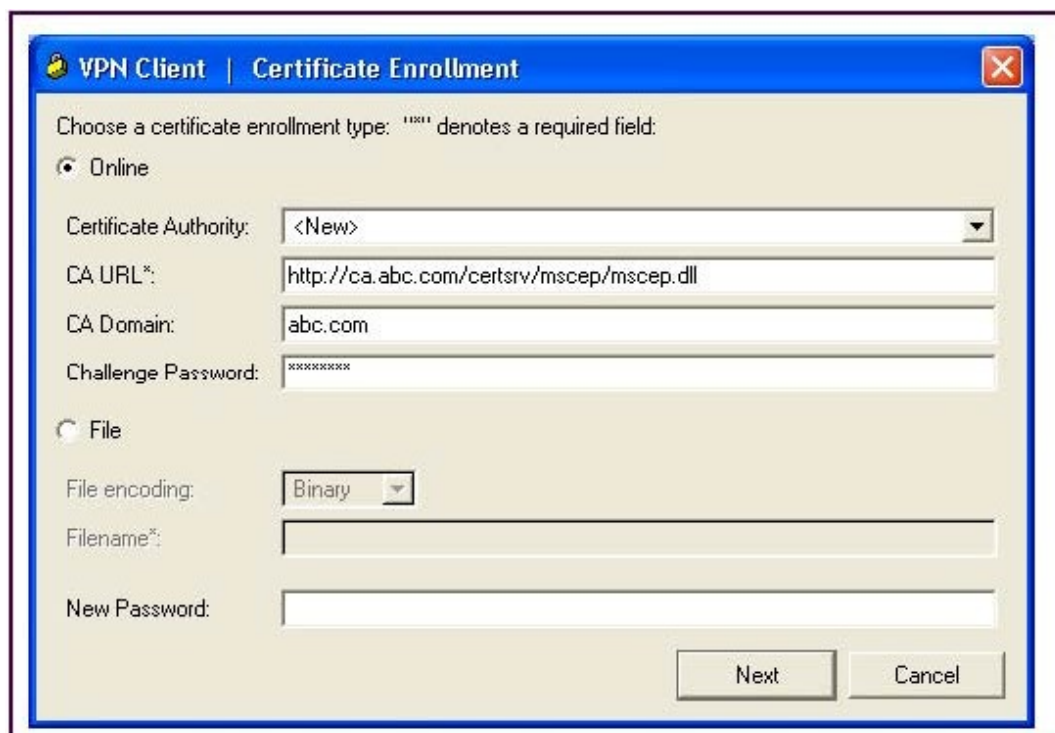 VPN Client | Certificate Enrollment
Choose a certificate enrollment type: "*" denotes a required field:
Online
Certificate Authority: <New>
CA URL*: http://ca.abc.com/certsrv/mscep/mscep.dll
CA Domain: abc.com
Challenge Password: ********
File
File encoding: Binary
Filename*:
New Password:
Next Cancel